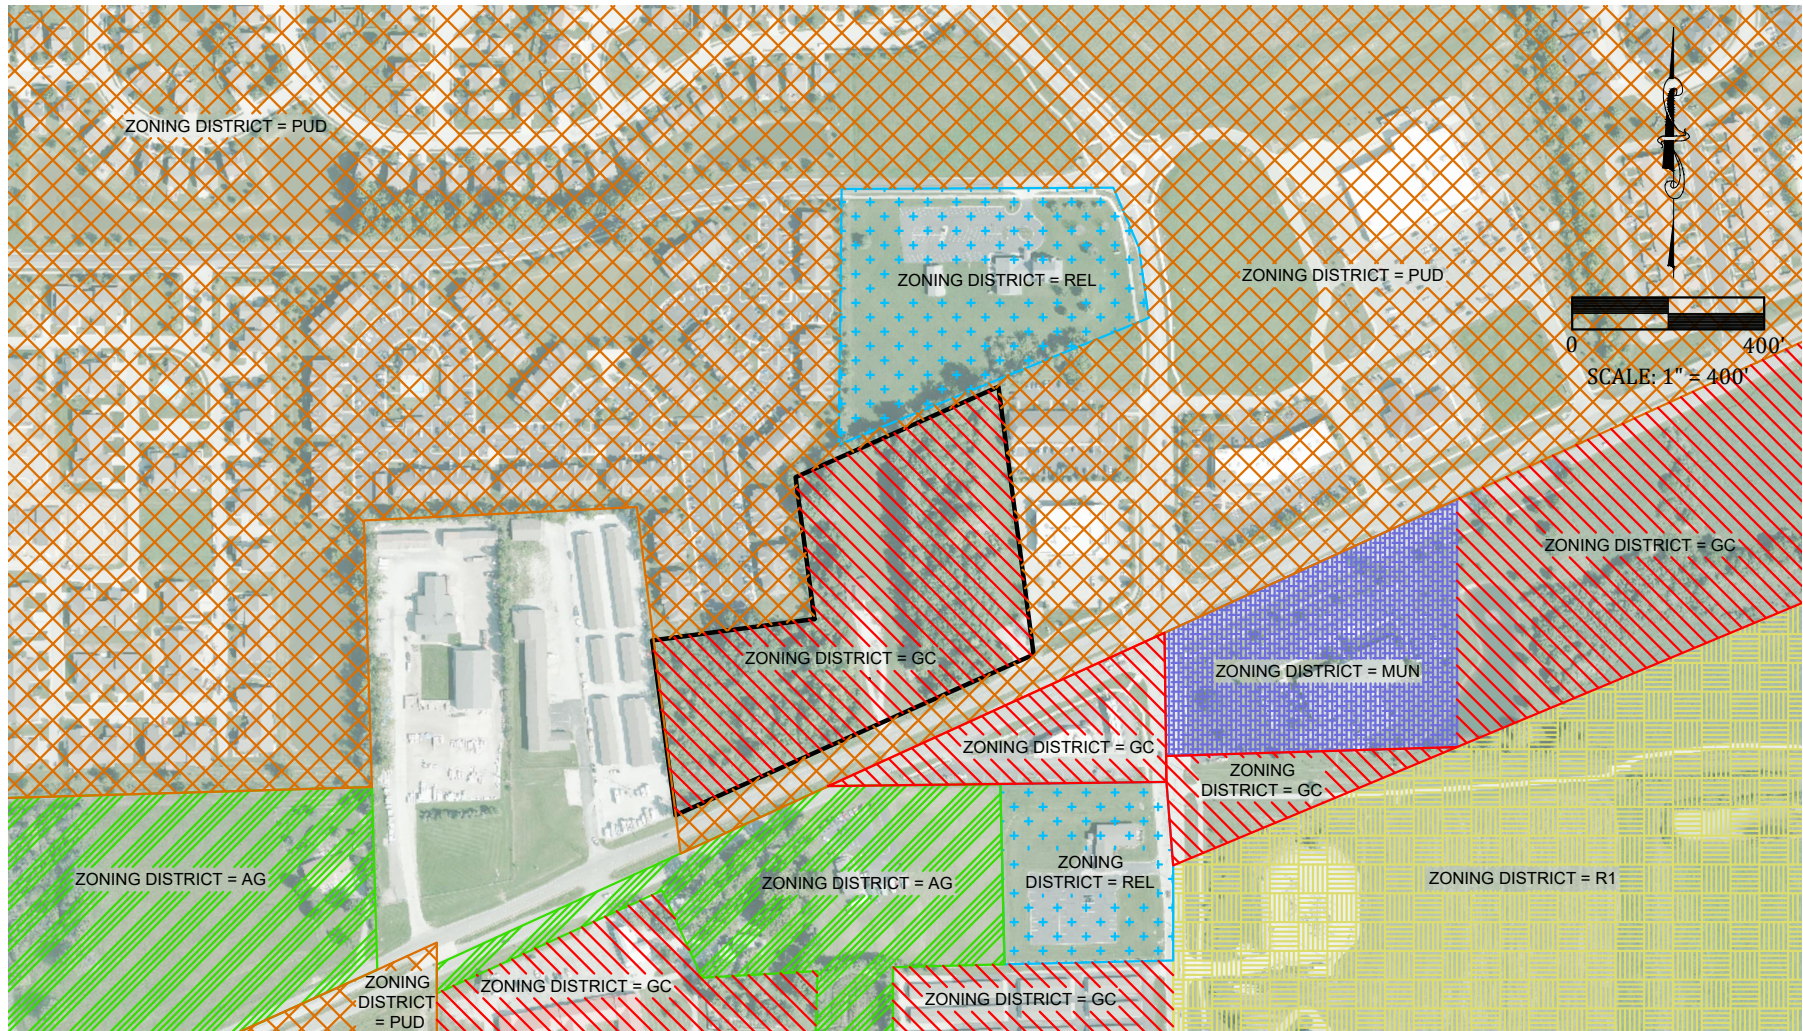 ZONING DISTRICT = PUD
ZONING DISTRICT = REL
ZONING DISTRICT = PUD
0 400'
SCALE: 1" = 400'
ZONING DISTRICT = GC
ZONING DISTRICT = GC
ZONING DISTRICT = MUN
ZONING DISTRICT = GC
ZONING
DISTRICT = GC
ZONING DISTRICT = AG
ZONING DISTRICT = AG
ZONING
DISTRICT = REL
ZONING DISTRICT = R1
ZONING
DISTRICT
= PUD
ZONING DISTRICT = GC
ZONING DISTRICT = GC